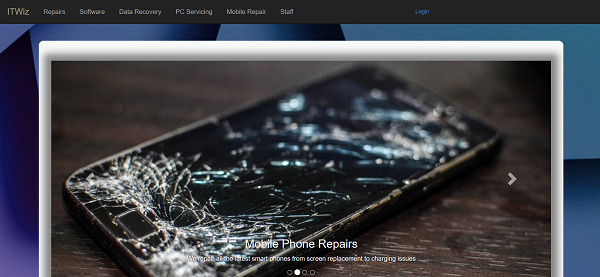 ITWiz Repairs Software Data Recovery PC Servicing Mobile Repair Staff Login
Mobile Phone Repairs
We repair all the latest smart phones from screen replacement to charging issues